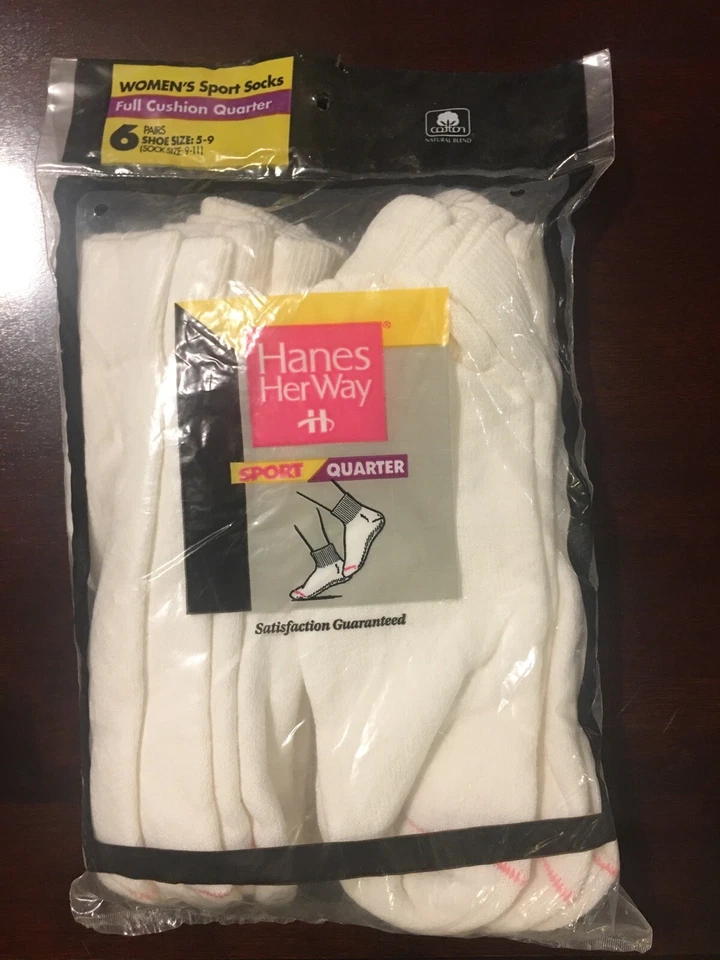 WOMEN'S Sport Socks
Full Cushion Quarter
6 PAIRS
SHOE SIZE: 5-9
(SOCK SIZE 9-11)
cotton
NATURAL BLEND
®
Hanes
HerWay
H
SPORT QUARTER
Satisfaction Guaranteed